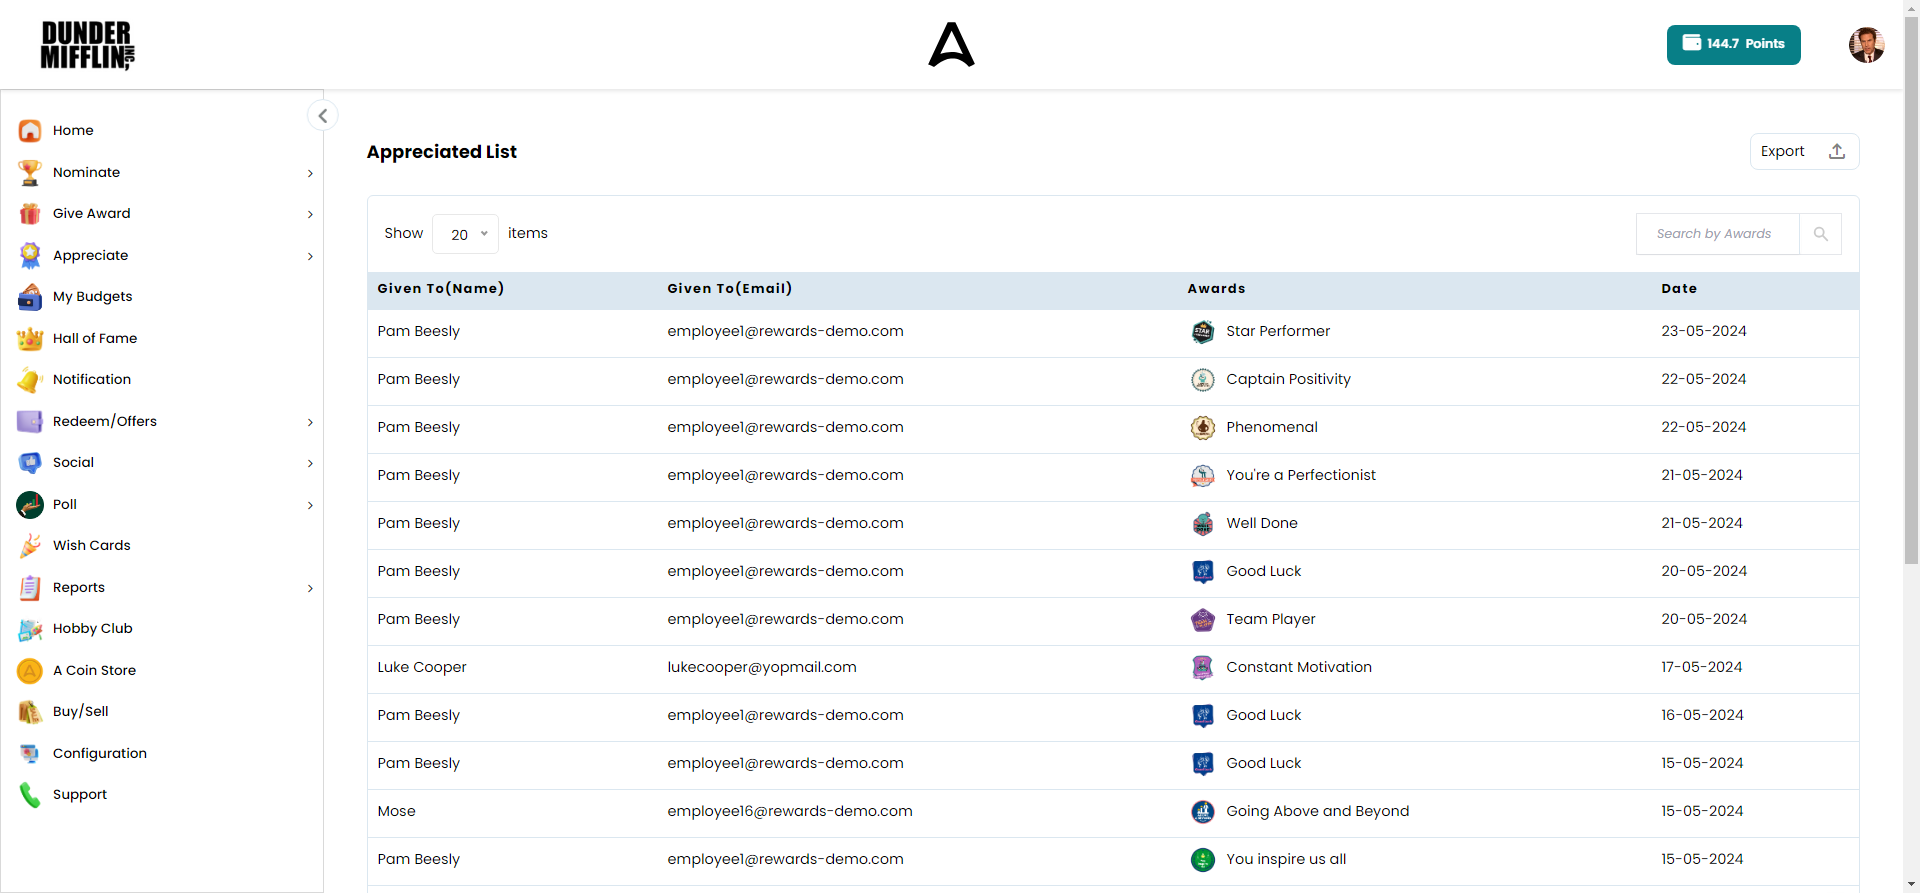 DUNDER
MIFFLIN INC,
144.7 Points
Home
Nominate
Give Award
Appreciate
My Budgets
Hall of Fame
Notification
Redeem/Offers
Social
Poll
Wish Cards
Reports
Hobby Club
A Coin Store
Buy/Sell
Configuration
Support
Appreciated List
Export
Show 20 items
Search by Awards
Given To(Name) Given To(Email) Awards Date
Pam Beesly employee1@rewards-demo.com Star Performer 23-05-2024
Pam Beesly employee1@rewards-demo.com Captain Positivity 22-05-2024
Pam Beesly employee1@rewards-demo.com Phenomenal 22-05-2024
Pam Beesly employee1@rewards-demo.com You're a Perfectionist 21-05-2024
Pam Beesly employee1@rewards-demo.com Well Done 21-05-2024
Pam Beesly employee1@rewards-demo.com Good Luck 20-05-2024
Pam Beesly employee1@rewards-demo.com Team Player 20-05-2024
Luke Cooper lukecooper@yopmail.com Constant Motivation 17-05-2024
Pam Beesly employee1@rewards-demo.com Good Luck 16-05-2024
Pam Beesly employee1@rewards-demo.com Good Luck 15-05-2024
Mose employee16@rewards-demo.com Going Above and Beyond 15-05-2024
Pam Beesly employee1@rewards-demo.com You inspire us all 15-05-2024